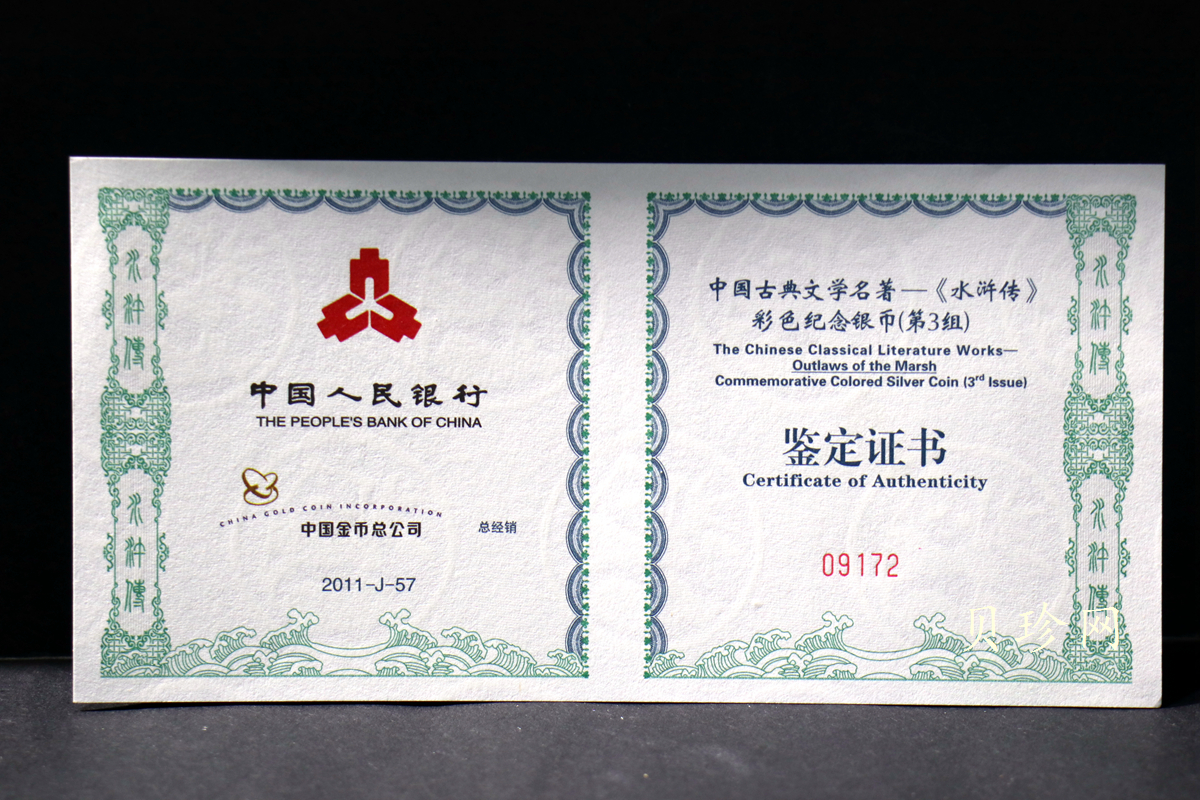 水浒傳
水浒傳
中国人民银行
THE PEOPLE'S BANK OF CHINA
CHINA GOLD COIN INCORPORATION
中国金币总公司 总经销
2011-J-57
中国古典文学名著—《水浒传》
彩色纪念银币(第3组)
The Chinese Classical Literature Works—
Outlaws of the Marsh
Commemorative Colored Silver Coin (3rd Issue)
鉴定证书
Certificate of Authenticity
09172
水浒傳
水浒傳
贝珍网